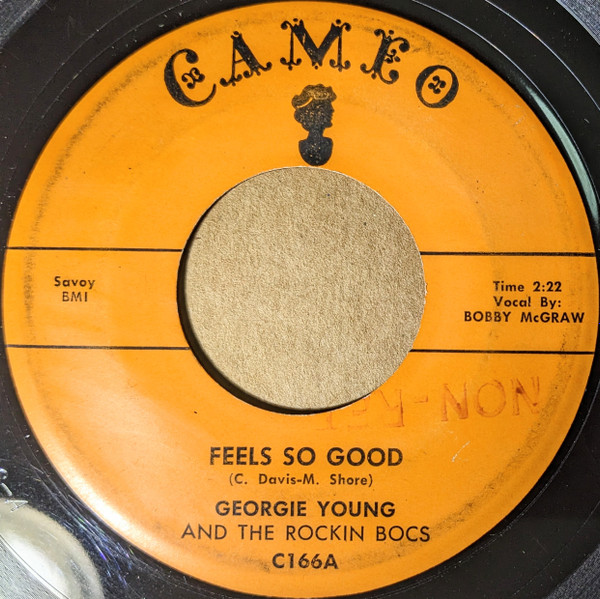 CAMEO
Savoy
BMI
Time 2:22
Vocal By:
BOBBY McGRAW
FEELS SO GOOD
(C. Davis-M. Shore)
GEORGIE YOUNG
AND THE ROCKIN BOCS
C166A